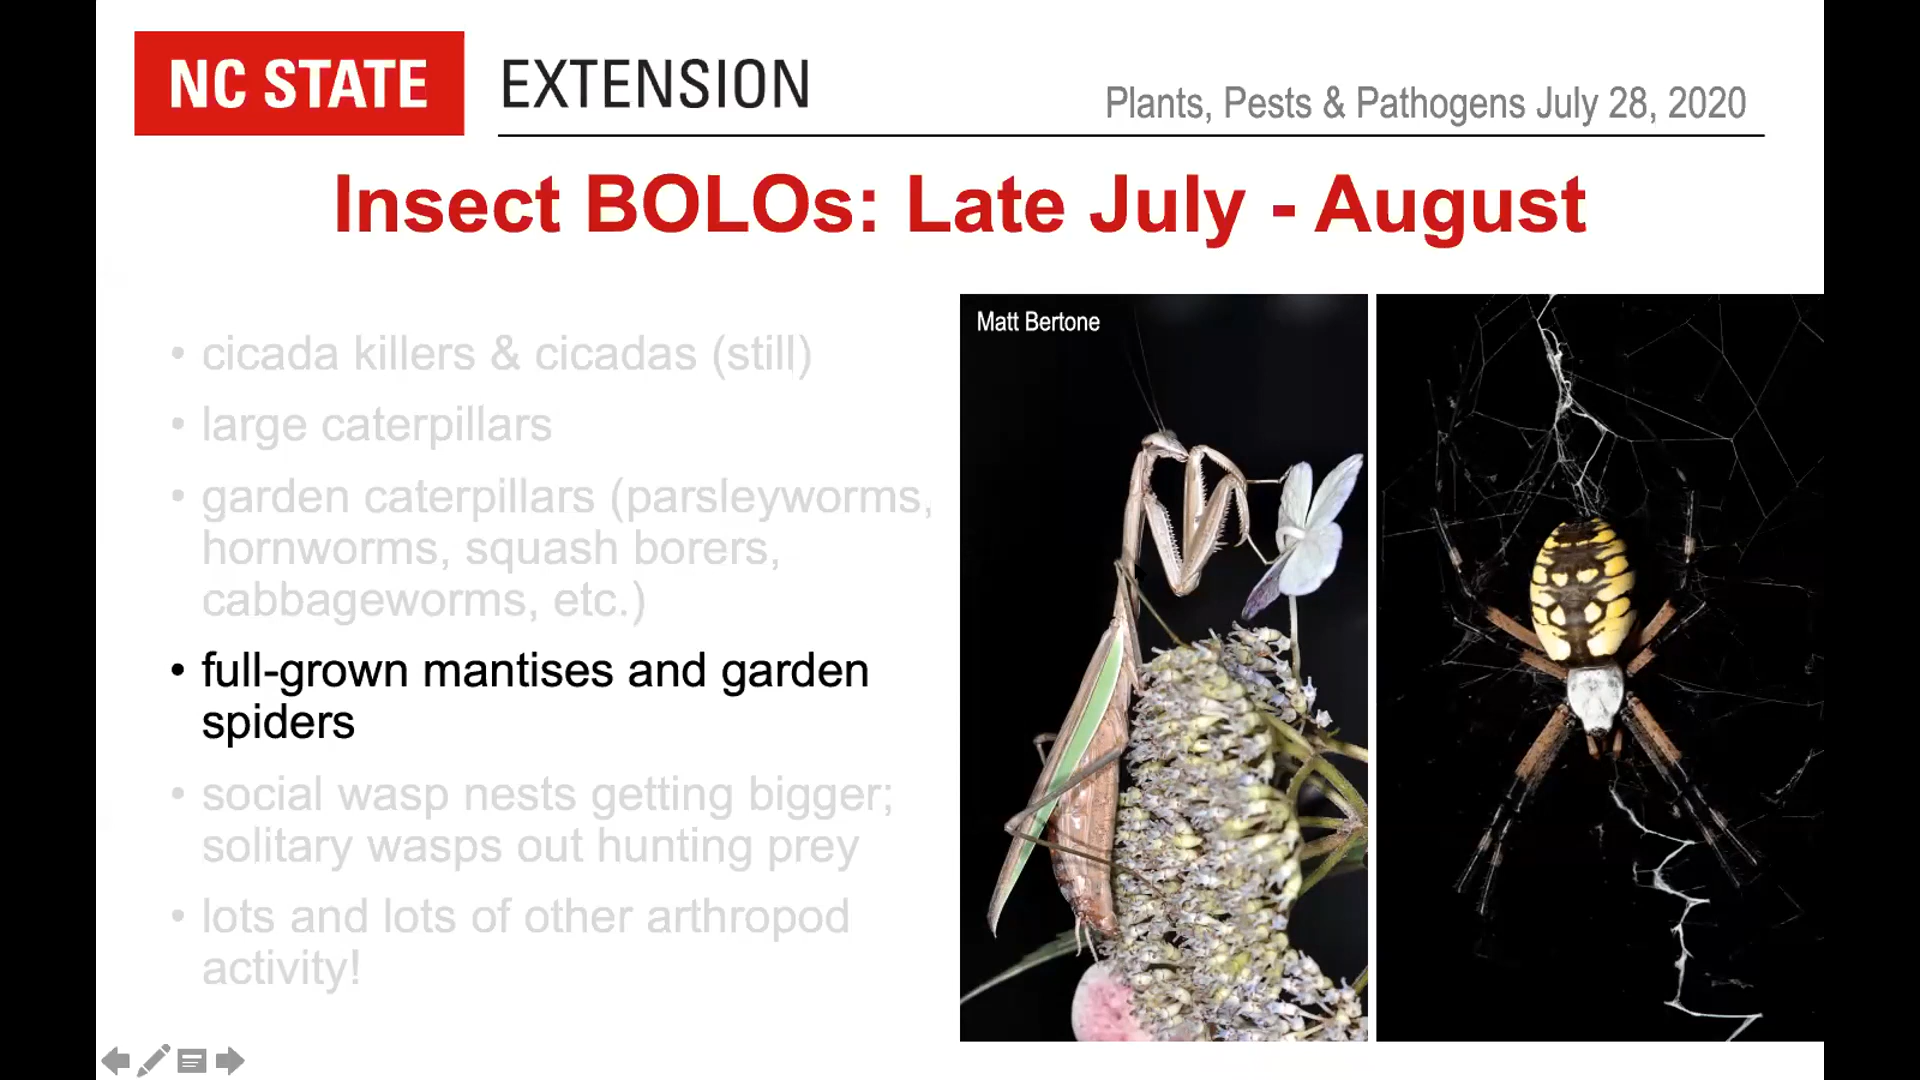 NC STATE EXTENSION
Plants, Pests & Pathogens July 28, 2020
Insect BOLOs: Late July - August
• cicada killers & cicadas (still)
• large caterpillars
• garden caterpillars (parsleyworms,
hornworms, squash borers,
cabbageworms, etc.)
• full-grown mantises and garden
spiders
• social wasp nests getting bigger;
solitary wasps out hunting prey
• lots and lots of other arthropod
activity!
Matt Bertone